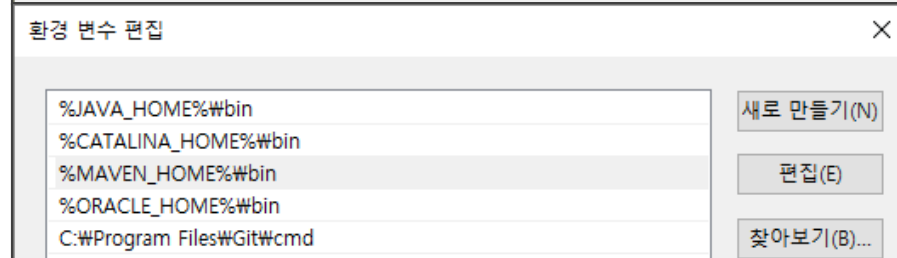 환경 변수 편집
%JAVA_HOME%₩bin
새로 만들기(N)
%CATALINA_HOME%₩bin
%MAVEN_HOME%₩bin
편집(E)
%ORACLE_HOME%₩bin
C:₩Program Files₩Git₩cmd
찾아보기(B)...